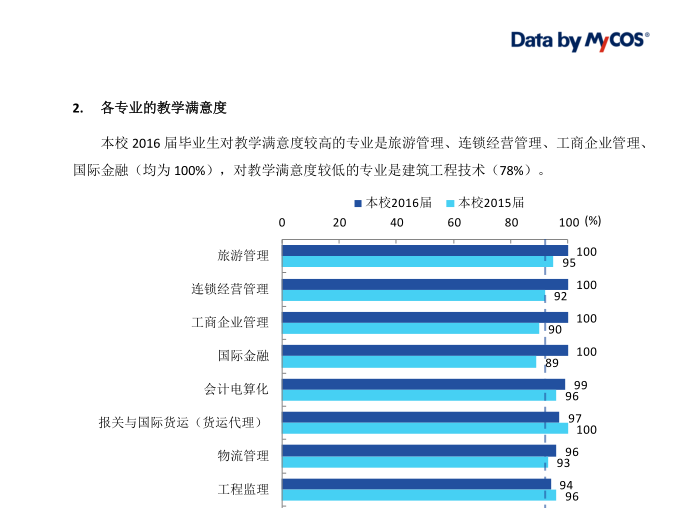 Data by MyCOS®
2. 各专业的教学满意度
本校 2016 届毕业生对教学满意度较高的专业是旅游管理、连锁经营管理、工商企业管理、
国际金融（均为 100%），对教学满意度较低的专业是建筑工程技术（78%）。
本校2016届 本校2015届
0 20 40 60 80 100 (%)
旅游管理 100
95
连锁经营管理 100
92
工商企业管理 100
90
国际金融 100
89
会计电算化 99
96
报关与国际货运（货运代理） 97
100
物流管理 96
93
工程监理 94
96